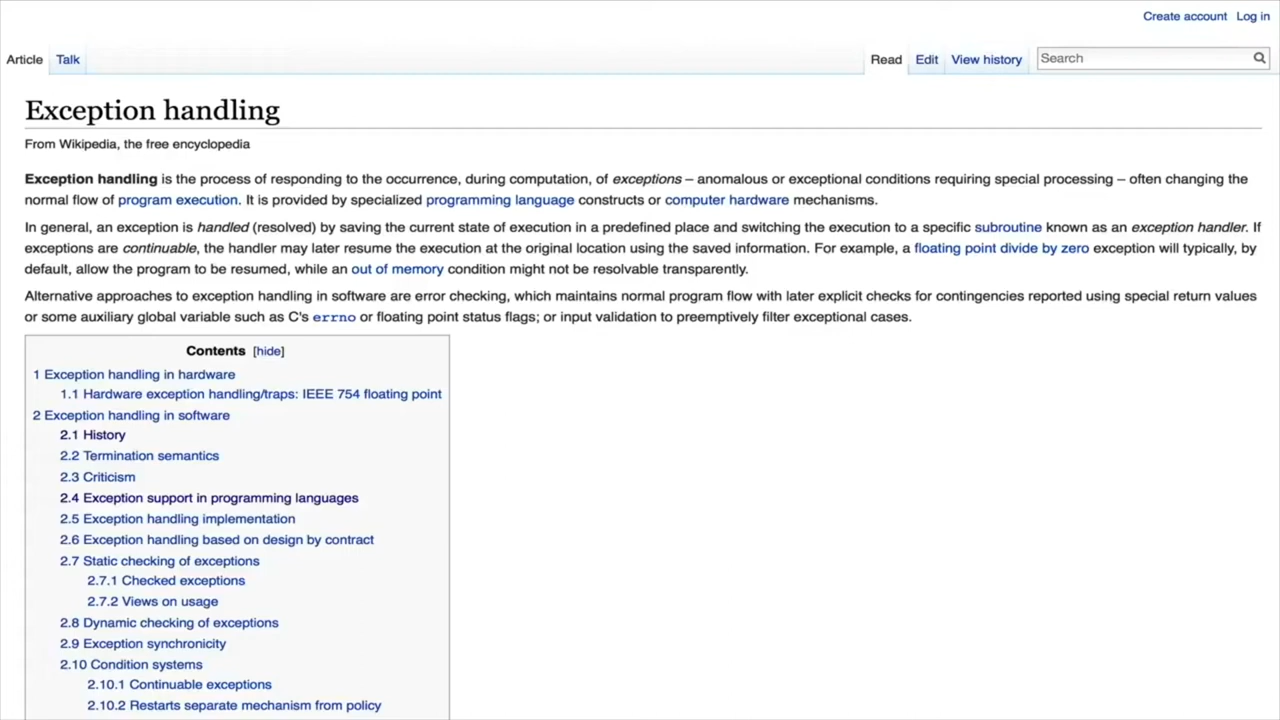 Create account Log in
Article Talk Read Edit View history Search
Exception handling
From Wikipedia, the free encyclopedia
Exception handling is the process of responding to the occurrence, during computation, of exceptions – anomalous or exceptional conditions requiring special processing – often changing the
normal flow of program execution. It is provided by specialized programming language constructs or computer hardware mechanisms.
In general, an exception is handled (resolved) by saving the current state of execution in a predefined place and switching the execution to a specific subroutine known as an exception handler. If
exceptions are continuable, the handler may later resume the execution at the original location using the saved information. For example, a floating point divide by zero exception will typically, by
default, allow the program to be resumed, while an out of memory condition might not be resolvable transparently.
Alternative approaches to exception handling in software are error checking, which maintains normal program flow with later explicit checks for contingencies reported using special return values
or some auxiliary global variable such as C's errno or floating point status flags; or input validation to preemptively filter exceptional cases.
Contents [hide]
1 Exception handling in hardware
1.1 Hardware exception handling/traps: IEEE 754 floating point
2 Exception handling in software
2.1 History
2.2 Termination semantics
2.3 Criticism
2.4 Exception support in programming languages
2.5 Exception handling implementation
2.6 Exception handling based on design by contract
2.7 Static checking of exceptions
2.7.1 Checked exceptions
2.7.2 Views on usage
2.8 Dynamic checking of exceptions
2.9 Exception synchronicity
2.10 Condition systems
2.10.1 Continuable exceptions
2.10.2 Restarts separate mechanism from policy